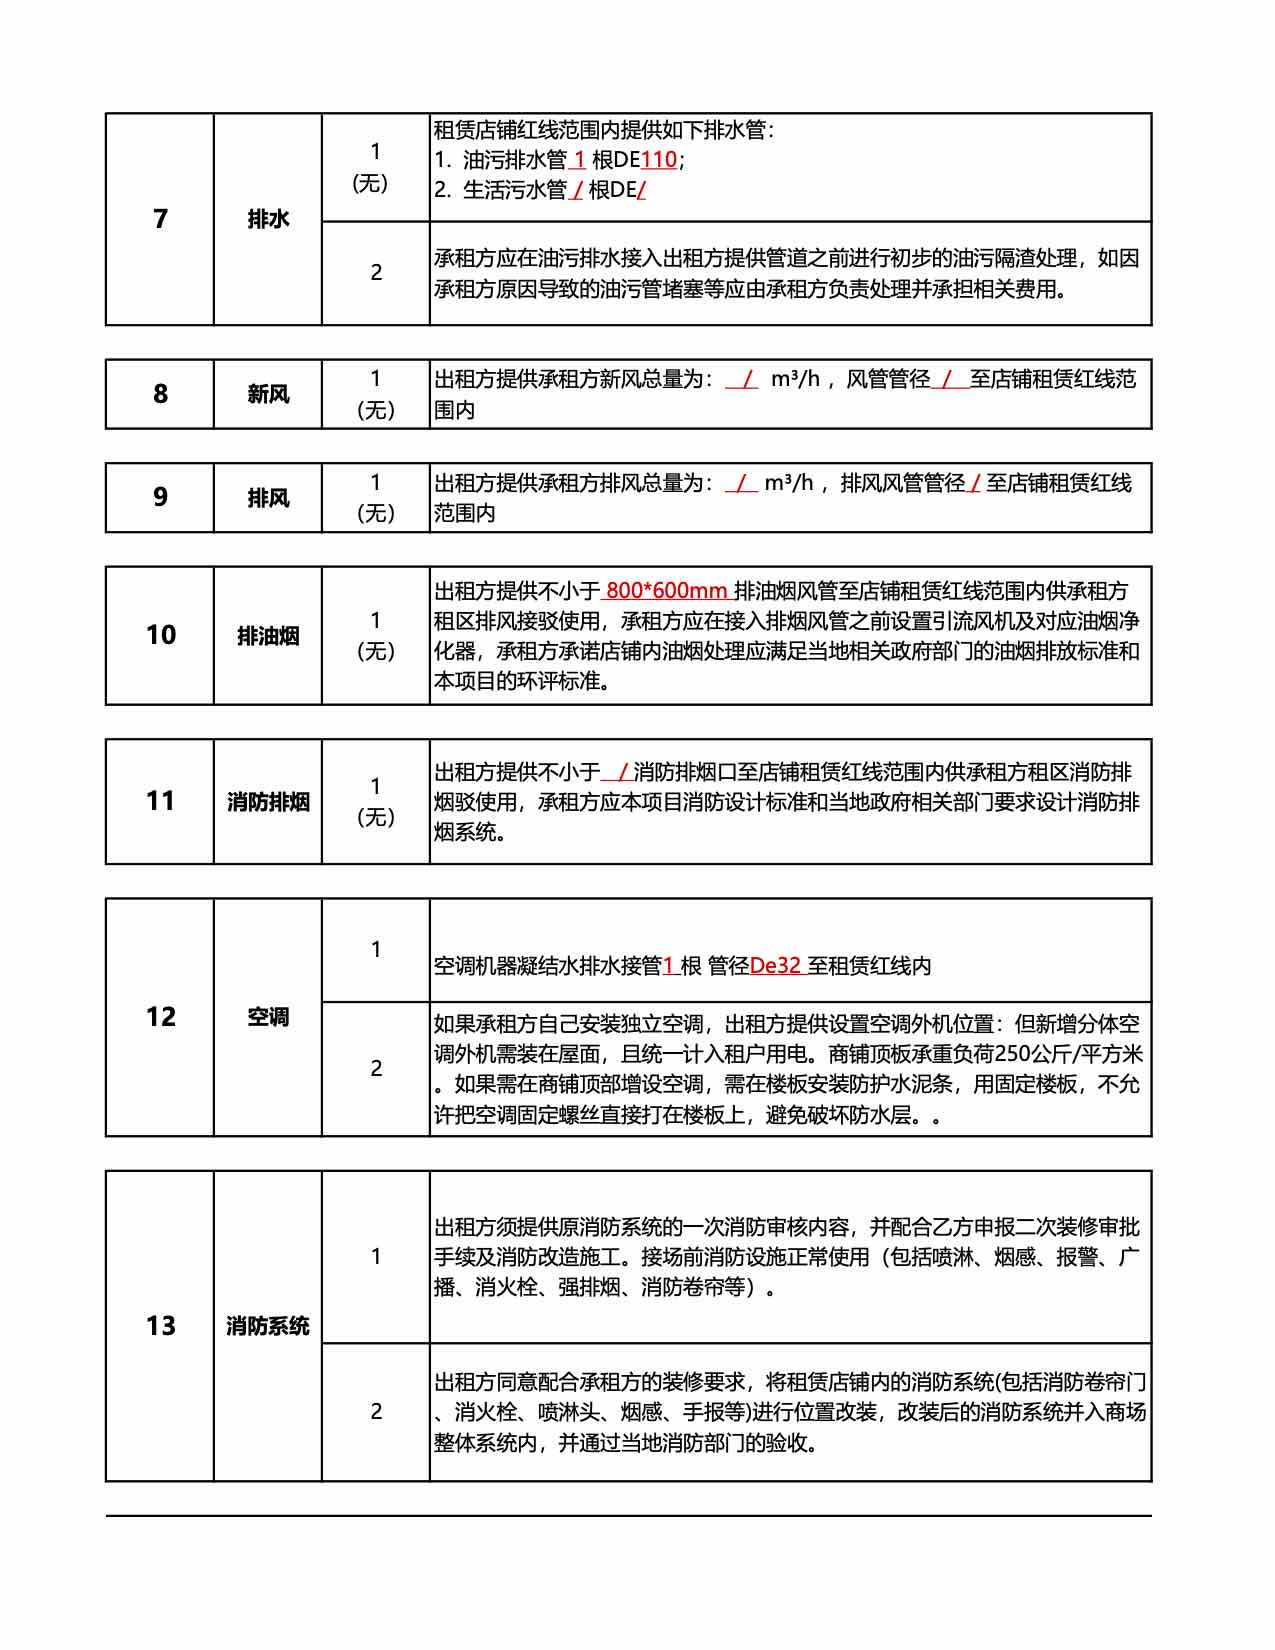 7
排水
1
(无)
租赁店铺红线范围内提供如下排水管：
1. 油污排水管 1 根DE110；
2. 生活污水管 / 根DE/
2
承租方应在油污排水接入出租方提供管道之前进行初步的油污隔渣处理，如因
承租方原因导致的油污管堵塞等应由承租方负责处理并承担相关费用。
8
新风
1
（无）
出租方提供承租方新风总量为： / m³/h ，风管管径 / 至店铺租赁红线范
围内
9
排风
1
（无）
出租方提供承租方排风总量为： / m³/h ，排风风管管径 / 至店铺租赁红线
范围内
10
排油烟
1
（无）
出租方提供不小于 800*600mm 排油烟风管至店铺租赁红线范围内供承租方
租区排风接驳使用，承租方应在接入排烟风管之前设置引流风机及对应油烟净
化器，承租方承诺店铺内油烟处理应满足当地相关政府部门的油烟排放标准和
本项目的环评标准。
11
消防排烟
1
（无）
出租方提供不小于 / 消防排烟口至店铺租赁红线范围内供承租方租区消防排
烟驳使用，承租方应本项目消防设计标准和当地政府相关部门要求设计消防排
烟系统。
12
空调
1
空调机器凝结水排水接管1 根 管径De32 至租赁红线内
2
如果承租方自己安装独立空调，出租方提供设置空调外机位置：但新增分体空
调外机需装在屋面，且统一计入租户用电。商铺顶板承重负荷250公斤/平方米
。如果需在商铺顶部增设空调，需在楼板安装防护水泥条，用固定楼板，不允
许把空调固定螺丝直接打在楼板上，避免破坏防水层。。
13
消防系统
1
出租方须提供原消防系统的一次消防审核内容，并配合乙方申报二次装修审批
手续及消防改造施工。接场前消防设施正常使用（包括喷淋、烟感、报警、广
播、消火栓、强排烟、消防卷帘等）。
2
出租方同意配合承租方的装修要求，将租赁店铺内的消防系统(包括消防卷帘门
、消火栓、喷淋头、烟感、手报等)进行位置改装，改装后的消防系统并入商场
整体系统内，并通过当地消防部门的验收。